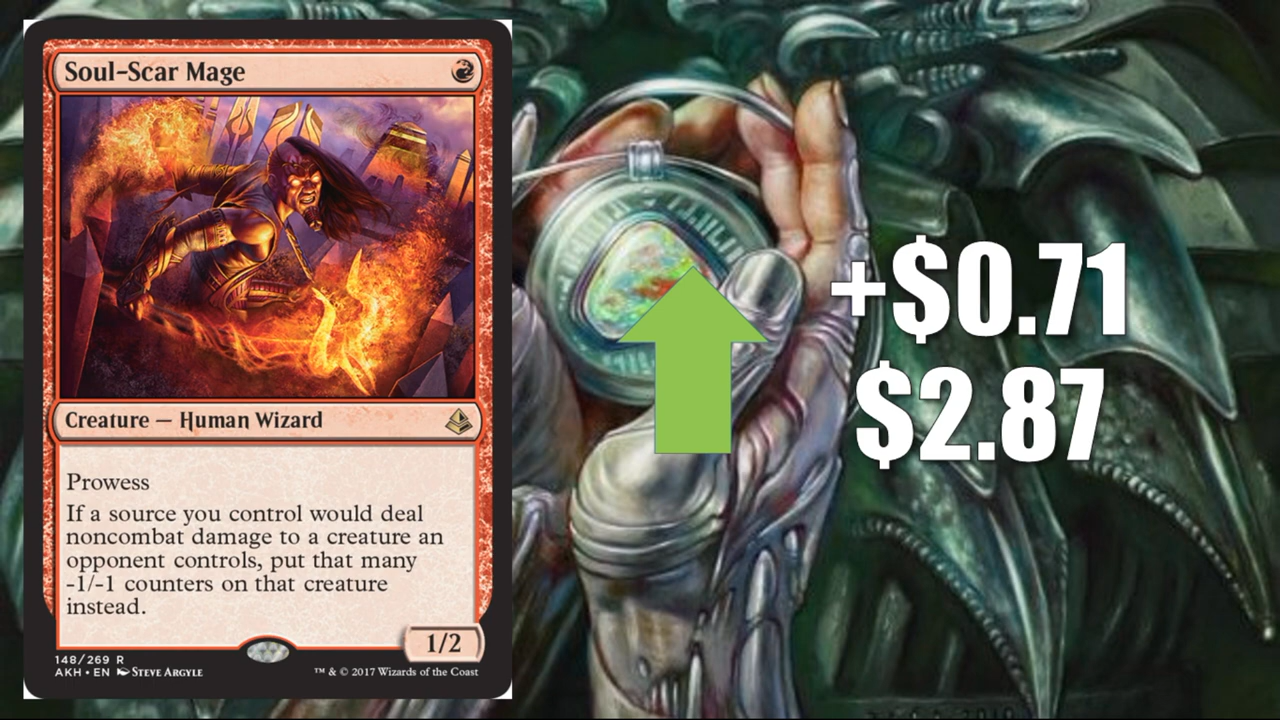 Soul-Scar Mage
Creature — Human Wizard
Prowess
If a source you control would deal
noncombat damage to a creature an
opponent controls, put that many
-1/-1 counters on that creature
instead.
1/2
148/269 R
AKH • EN STEVE ARGYLE
™ & © 2017 Wizards of the Coast
+$0.71
$2.87